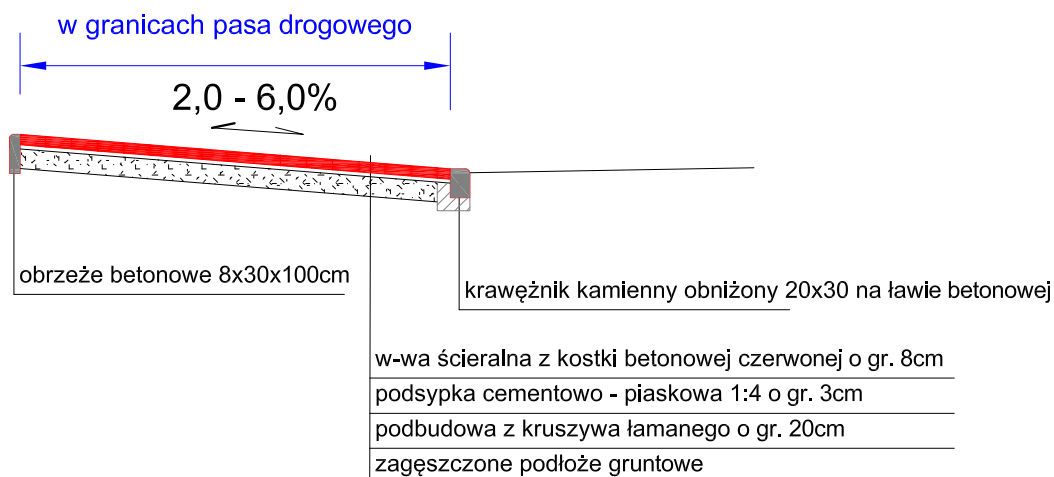 w granicach pasa drogowego
2,0 - 6,0%
obrzeże betonowe 8x30x100cm
krawężnik kamienny obniżony 20x30 na ławie betonowej
w-wa ścieralna z kostki betonowej czerwonej o gr. 8cm
podsypka cementowo - piaskowa 1:4 o gr. 3cm
podbudowa z kruszywa łamanego o gr. 20cm
zagęszczone podłoże gruntowe